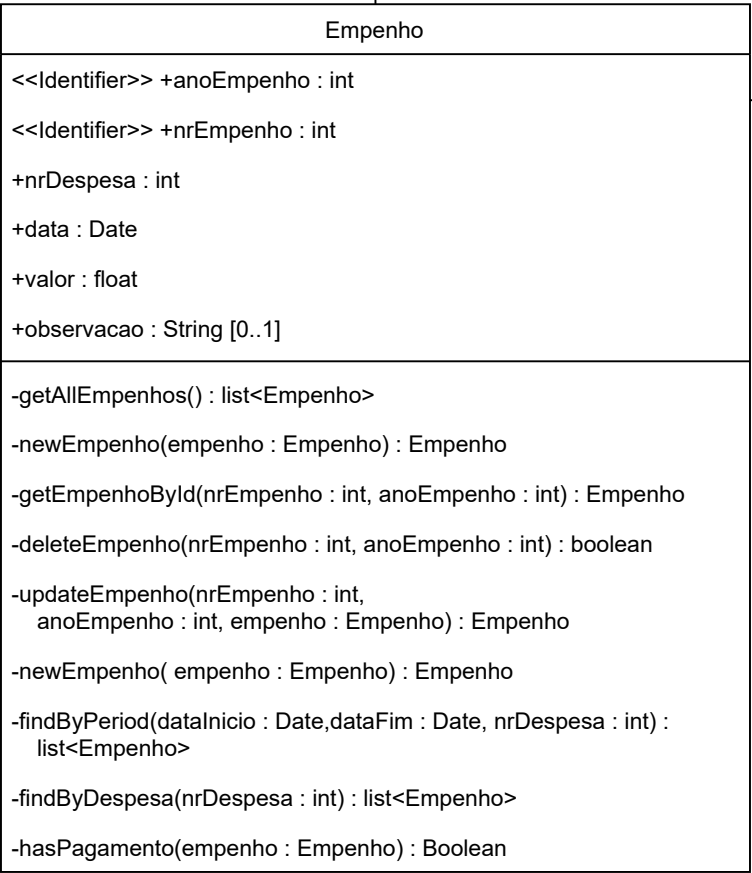 Empenho
<<Identifier>> +anoEmpenho : int
<<Identifier>> +nrEmpenho : int
+nrDespesa : int
+data : Date
+valor : float
+observacao : String [0..1]
-getAllEmpenhos() : list<Empenho>
-newEmpenho(empenho : Empenho) : Empenho
-getEmpenhoById(nrEmpenho : int, anoEmpenho : int) : Empenho
-deleteEmpenho(nrEmpenho : int, anoEmpenho : int) : boolean
-updateEmpenho(nrEmpenho : int,
anoEmpenho : int, empenho : Empenho) : Empenho
-newEmpenho( empenho : Empenho) : Empenho
-findByPeriod(dataInicio : Date,dataFim : Date, nrDespesa : int) :
list<Empenho>
-findByDespesa(nrDespesa : int) : list<Empenho>
-hasPagamento(empenho : Empenho) : Boolean